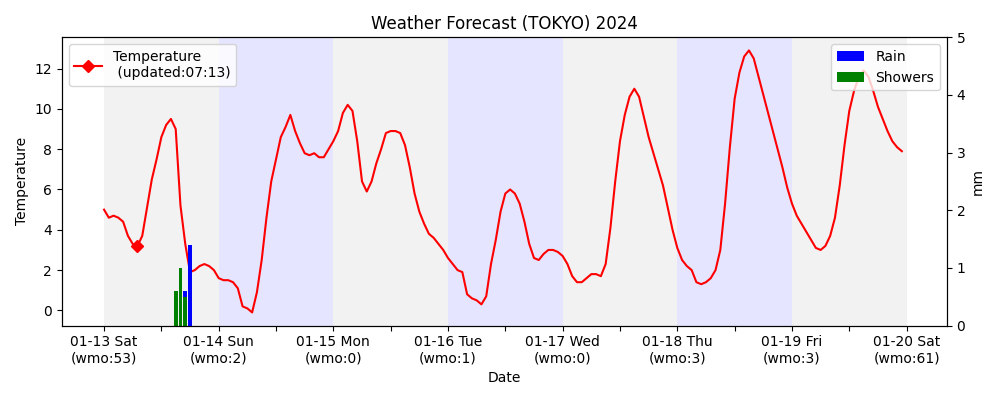 Weather Forecast (TOKYO) 2024
Temperature
(updated:07:13)
Rain
Showers
12
10
8
6
4
2
0
Temperature
5
4
3
2
1
0
mm
01-13 Sat
(wmo:53)
01-14 Sun
(wmo:2)
01-15 Mon
(wmo:0)
01-16 Tue
(wmo:1)
01-17 Wed
(wmo:0)
01-18 Thu
(wmo:3)
01-19 Fri
(wmo:3)
01-20 Sat
(wmo:61)
Date